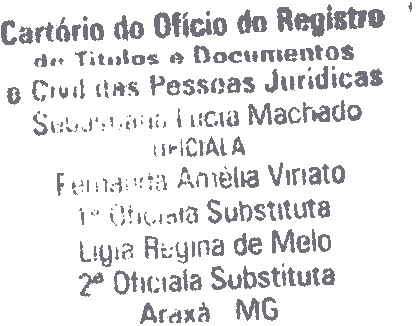 Cartório do Ofício do Registro
de Titulos e Documentos
e Civil das Pessoas Jurídicas
Lucia Machado
OFICIALA
Fernanda Amélia Viriato
1ª Oficiala Substituta
Ligia Regina de Melo
2ª Oficiala Substituta
Araxá MG